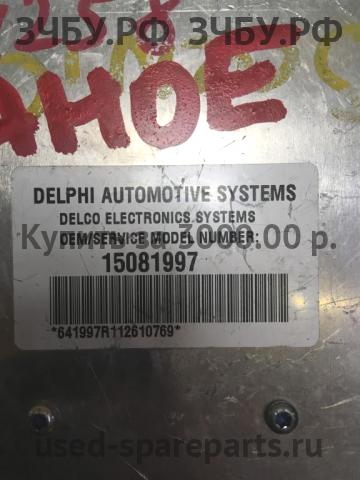 ЗЧБУ.РФ ЗЧБУ.РФ
АНОЕ
DELPHI AUTOMOTIVE SYSTEMS
DELCO ELECTRONICS SYSTEMS
OEM/SERVICE MODEL NUMBER:
Купить за 3000.00 р.
15081997
*641997R112610769*
used-spareparts.ru